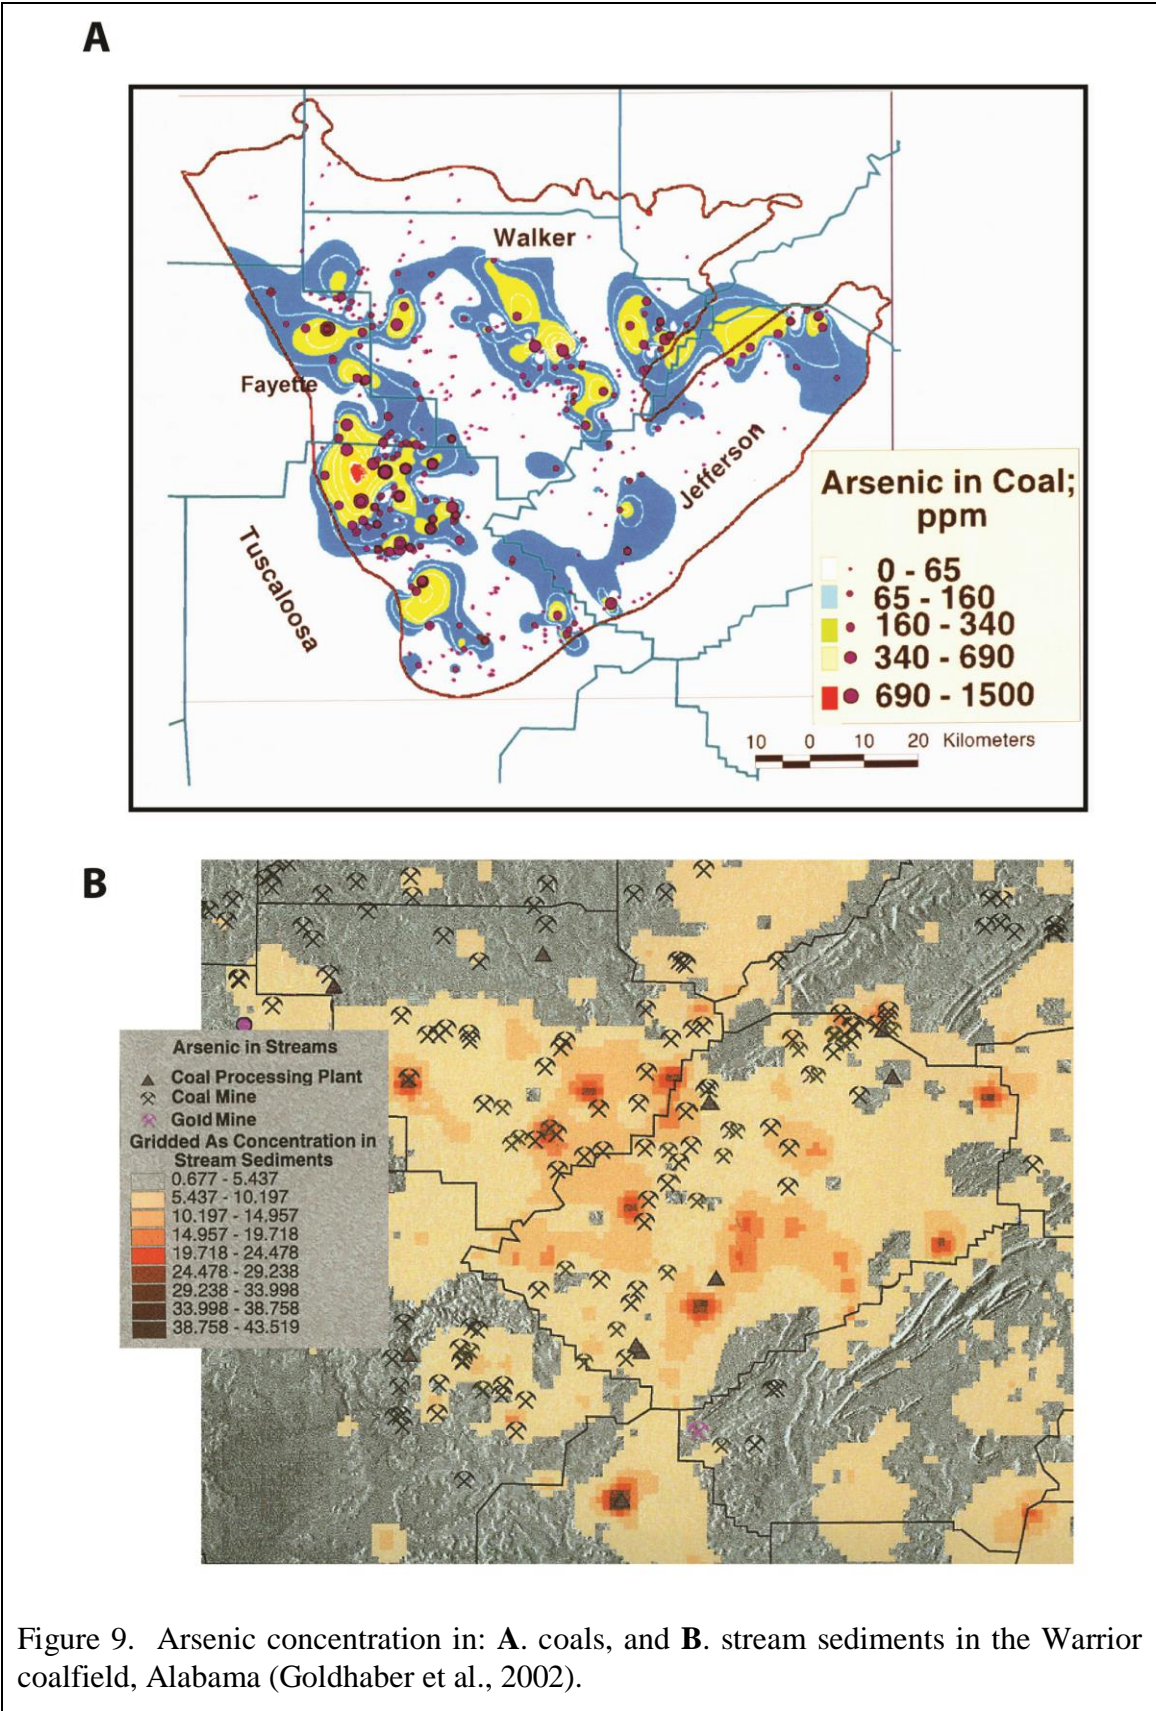 A
Walker
Fayette
Jefferson
Tuscaloosa
Arsenic in Coal;
ppm
0 - 65
65 - 160
160 - 340
340 - 690
690 - 1500
10 0 10 20 Kilometers
B
Arsenic in Streams
Coal Processing Plant
Coal Mine
Gold Mine
Gridded As Concentration in
Stream Sediments
0.677 - 5.437
5.437 - 10.197
10.197 - 14.957
14.957 - 19.718
19.718 - 24.478
24.478 - 29.238
29.238 - 33.998
33.998 - 38.758
38.758 - 43.519
Figure 9. Arsenic concentration in: A. coals, and B. stream sediments in the Warrior
coalfield, Alabama (Goldhaber et al., 2002).